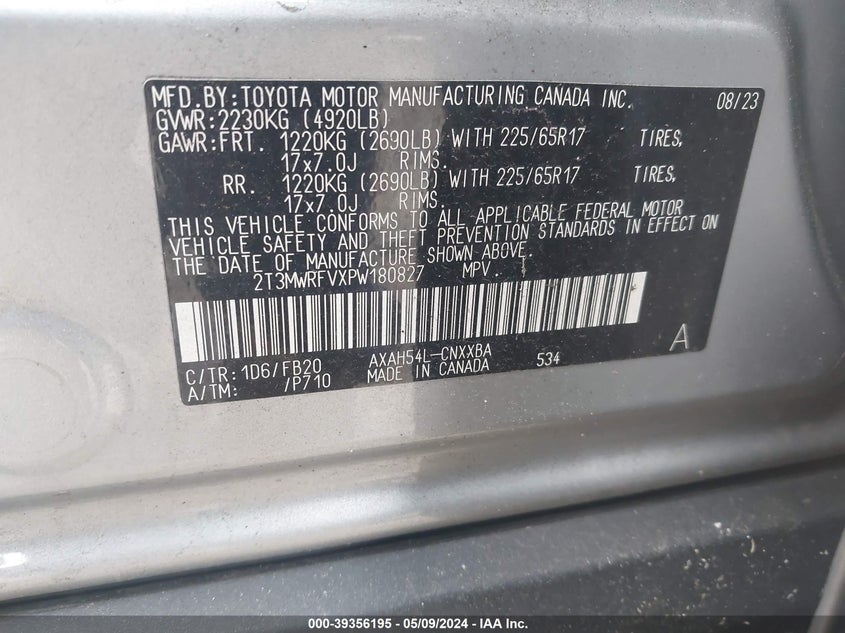 MFD.BY:TOYOTA MOTOR MANUFACTURING CANADA INC. 08/23
GVWR:2230KG (4920LB)
GAWR:FRT. 1220KG (2690LB) WITH 225/65R17 TIRES,
17x7.0J RIMS.
RR. 1220KG (2690LB) WITH 225/65R17 TIRES,
17x7.0J RIMS.
THIS VEHICLE CONFORMS TO ALL APPLICABLE FEDERAL MOTOR
VEHICLE SAFETY AND THEFT PREVENTION STANDARDS IN EFFECT ON
THE DATE OF MANUFACTURE SHOWN ABOVE.
2T3MWRFVXPW180827 MPV
A
C/TR: 1D6/FB20 AXAH54L-CNXXBA 534
A/TM: /P710 MADE IN CANADA
000-39356195 - 05/09/2024 - IAA Inc.